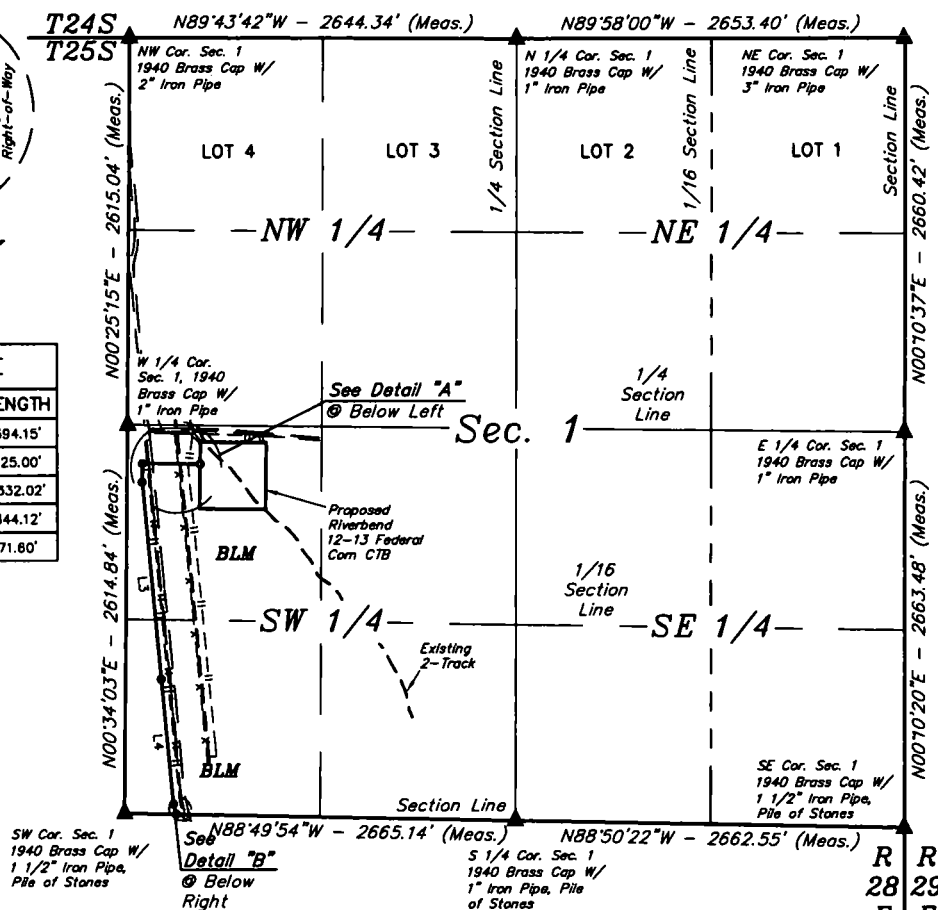 T24S
T25S
N89°43'42"W - 2644.34' (Meas.)
N89°58'00"W - 2653.40' (Meas.)
Right-of-Way
NW Cor. Sec. 1
1940 Brass Cap W/
2" Iron Pipe
N 1/4 Cor. Sec. 1
1940 Brass Cap W/
1" Iron Pipe
NE Cor. Sec. 1
1940 Brass Cap W/
3" Iron Pipe
LOT 4
LOT 3
LOT 2
LOT 1
1/4 Section Line
1/16 Section Line
Section Line
N00°25'15"E - 2615.04' (Meas.)
N00°10'37"E - 2660.42' (Meas.)
NW 1/4
NE 1/4
ENGTH
594.15'
25.00'
332.02'
44.12'
71.60'
W 1/4 Cor.
Sec. 1, 1940
Brass Cap W/
1" Iron Pipe
See Detail "A"
@ Below Left
1/4
Section
Line
Sec. 1
E 1/4 Cor. Sec. 1
1940 Brass Cap W/
1" Iron Pipe
Proposed
Riverbend
12-13 Federal
Com CTB
BLM
1/16
Section
Line
L3
N00°34'03"E - 2614.84' (Meas.)
N00°10'20"E - 2663.48' (Meas.)
SW 1/4
SE 1/4
Existing
2-Track
L4
BLM
SE Cor. Sec. 1
1940 Brass Cap W/
1 1/2" Iron Pipe,
Pile of Stones
Section Line
SW Cor. Sec. 1
1940 Brass Cap W/
1 1/2" Iron Pipe,
Pile of Stones
N88°49'54"W - 2665.14' (Meas.)
N88°50'22"W - 2662.55' (Meas.)
See
Detail "B"
@ Below
Right
S 1/4 Cor. Sec. 1
1940 Brass Cap W/
1" Iron Pipe, Pile
of Stones
R R
28 29